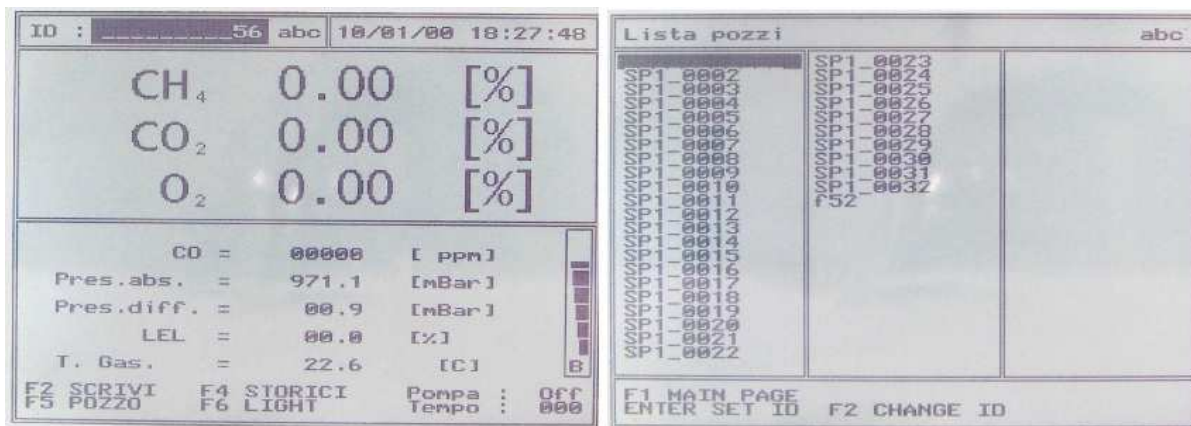 ID : 56 abc 10/01/00 18:27:48
CH4 0.00 [%]
CO2 0.00 [%]
O2 0.00 [%]
CO = 00000 [ ppm]
Pres.abs. = 971.1 [mBar]
Pres.diff. = 00.9 [mBar]
LEL = 00.0 [%]
T. Gas. = 22.6 [C]
B
F2 SCRIVI F4 STORICI Pompa : Off
F5 POZZO F6 LIGHT Tempo : 000
Lista pozzi abc
SP1_0002
SP1_0003
SP1_0004
SP1_0005
SP1_0006
SP1_0007
SP1_0008
SP1_0009
SP1_0010
SP1_0011
SP1_0012
SP1_0013
SP1_0014
SP1_0015
SP1_0016
SP1_0017
SP1_0018
SP1_0019
SP1_0020
SP1_0021
SP1_0022
SP1_0023
SP1_0024
SP1_0025
SP1_0026
SP1_0027
SP1_0028
SP1_0029
SP1_0030
SP1_0031
SP1_0032
f52
F1 MAIN PAGE
ENTER SET ID F2 CHANGE ID